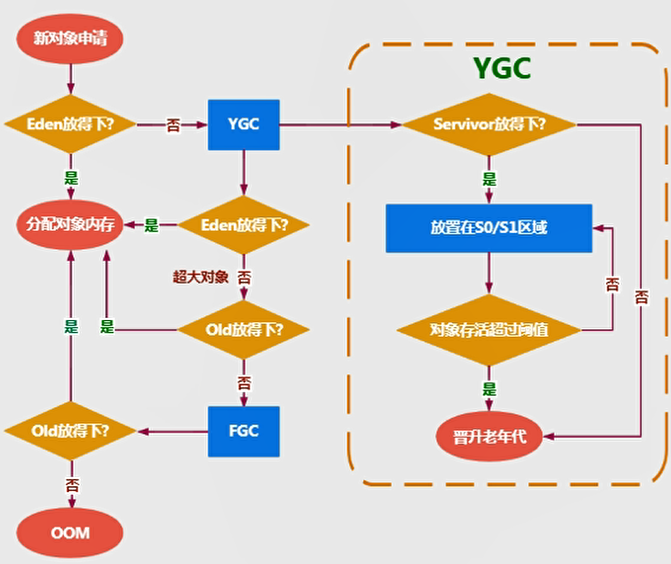 新对象申请
YGC
Eden放得下?
否
YGC
Servivor放得下?
是
是
分配对象内存
是
Eden放得下?
放置在S0/S1区域
超大对象
否
否
否
是
是
Old放得下?
对象存活超过阈值
否
是
Old放得下?
FGC
晋升老年代
否
OOM